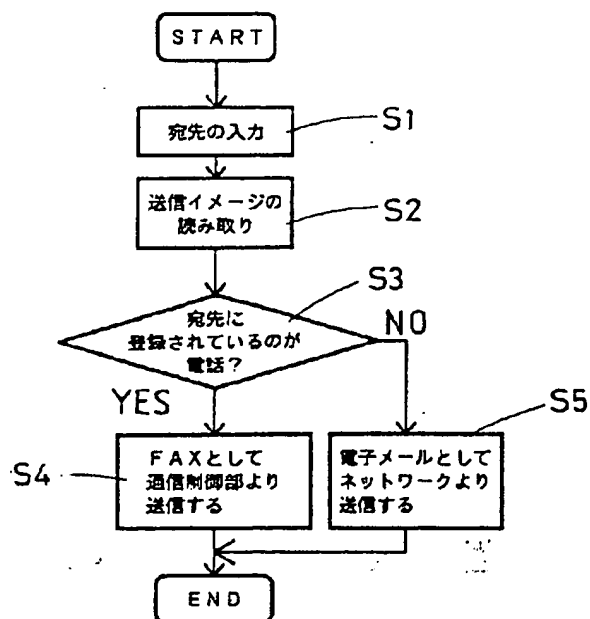 START
宛先の入力
S1
送信イメージの
読み取り
S2
S3
宛先に
登録されているのが
電話？
NO
YES
S4
FAXとして
通信制御部より
送信する
S5
電子メールとして
ネットワークより
送信する
END